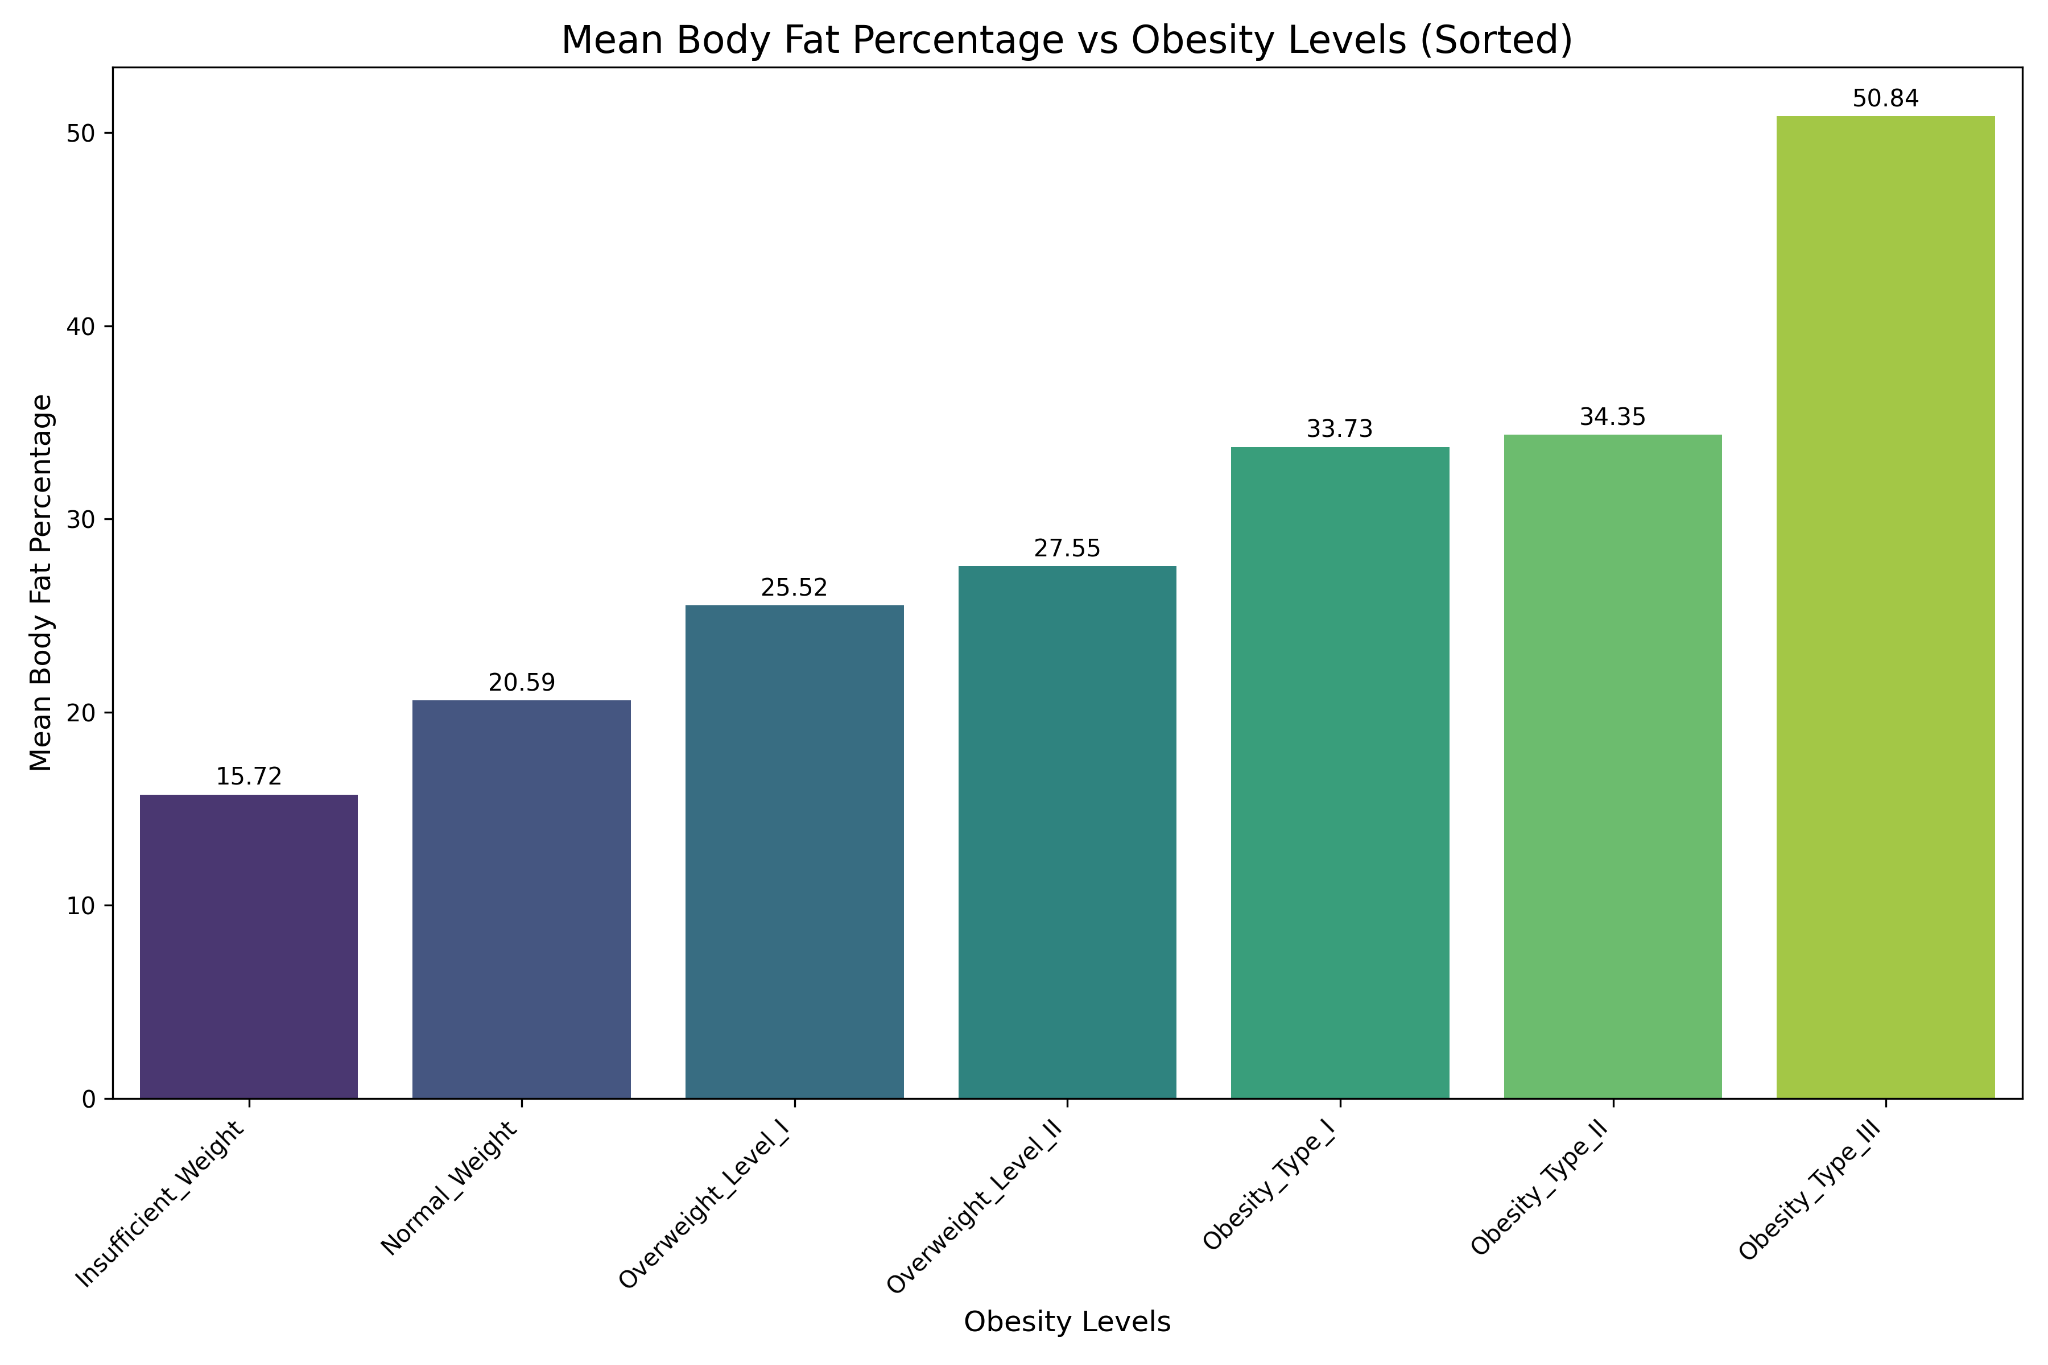 Mean Body Fat Percentage vs Obesity Levels (Sorted)
Mean Body Fat Percentage
50
40
30
20
10
0
15.72
20.59
25.52
27.55
33.73
34.35
50.84
Insufficient_Weight
Normal_Weight
Overweight_Level_I
Overweight_Level_II
Obesity_Type_I
Obesity_Type_II
Obesity_Type_III
Obesity Levels